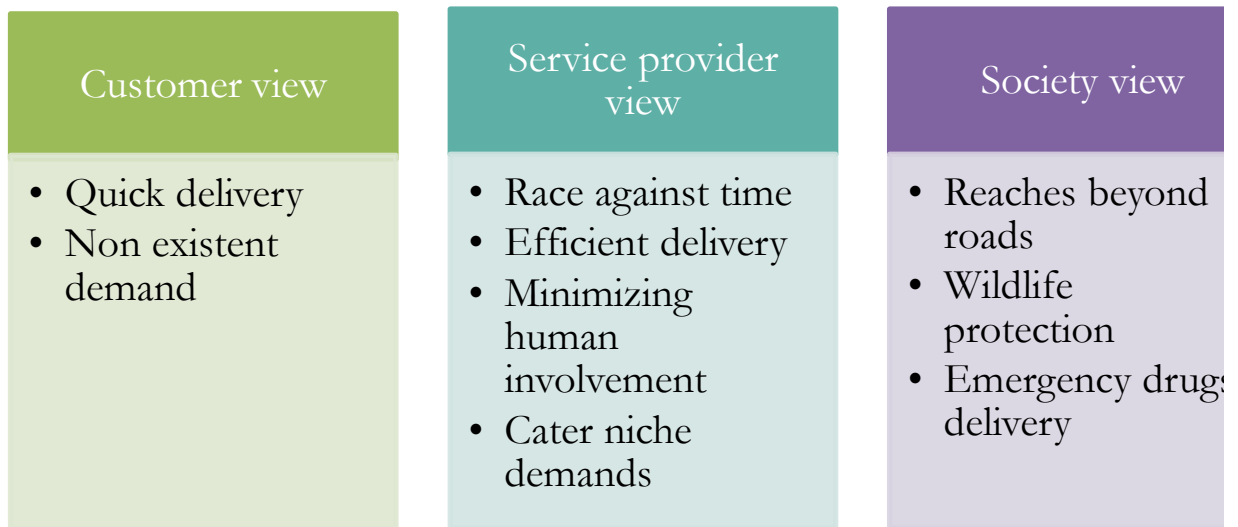 Customer view
• Quick delivery
• Non existent
demand
Service provider
view
• Race against time
• Efficient delivery
• Minimizing
human
involvement
• Cater niche
demands
Society view
• Reaches beyond
roads
• Wildlife
protection
• Emergency drugs
delivery